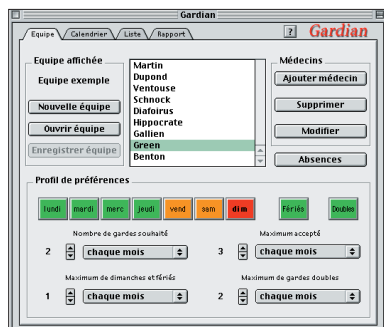 Gardian
Equipe
Calendrier
Liste
Rapport
?
Gardian
Equipe affichée
Equipe exemple
Nouvelle équipe
Ouvrir équipe
Enregistrer équipe
Martin
Dupond
Ventouse
Schnock
Diafoirus
Hippocrate
Gallien
Green
Benton
Médecins
Ajouter médecin
Supprimer
Modifier
Absences
Profil de préférences
lundi mardi merc jeudi vend sam dim Fériés Doubles
Nombre de gardes souhaité
2 chaque mois
Maximum accepté
3 chaque mois
Maximum de dimanches et fériés
1 chaque mois
Maximum de gardes doubles
2 chaque mois